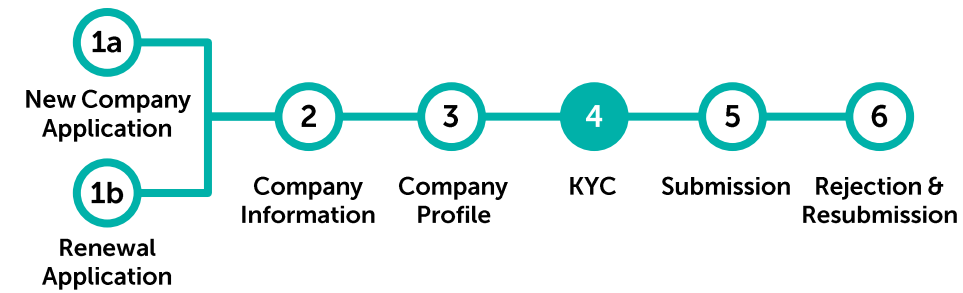 1a
New Company
Application
1b
Renewal
Application
2
Company
Information
3
Company
Profile
4
KYC
5
Submission
6
Rejection &
Resubmission